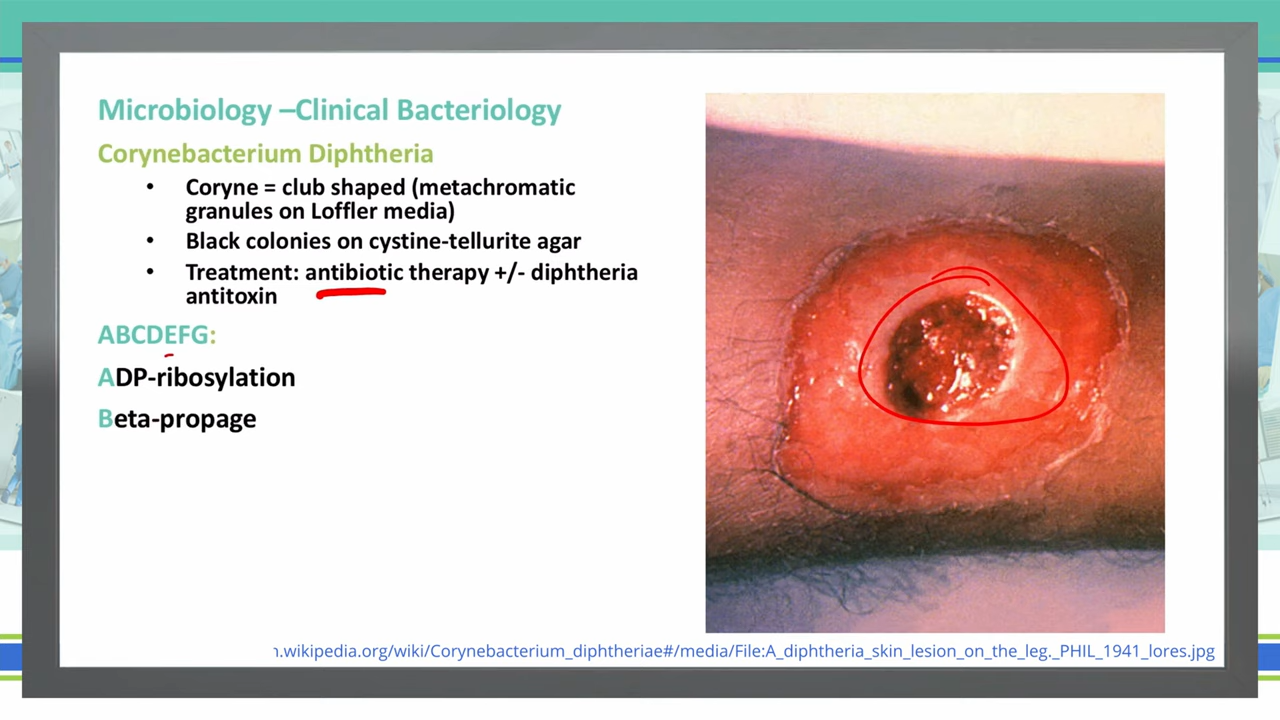 Microbiology –Clinical Bacteriology
Corynebacterium Diphtheria
• Coryne = club shaped (metachromatic
granules on Loffler media)
• Black colonies on cystine-tellurite agar
• Treatment: antibiotic therapy +/- diphtheria
antitoxin
ABCDEFG:
ADP-ribosylation
Beta-propage
n.wikipedia.org/wiki/Corynebacterium_diphtheriae#/media/File:A_diphtheria_skin_lesion_on_the_leg._PHIL_1941_lores.jpg